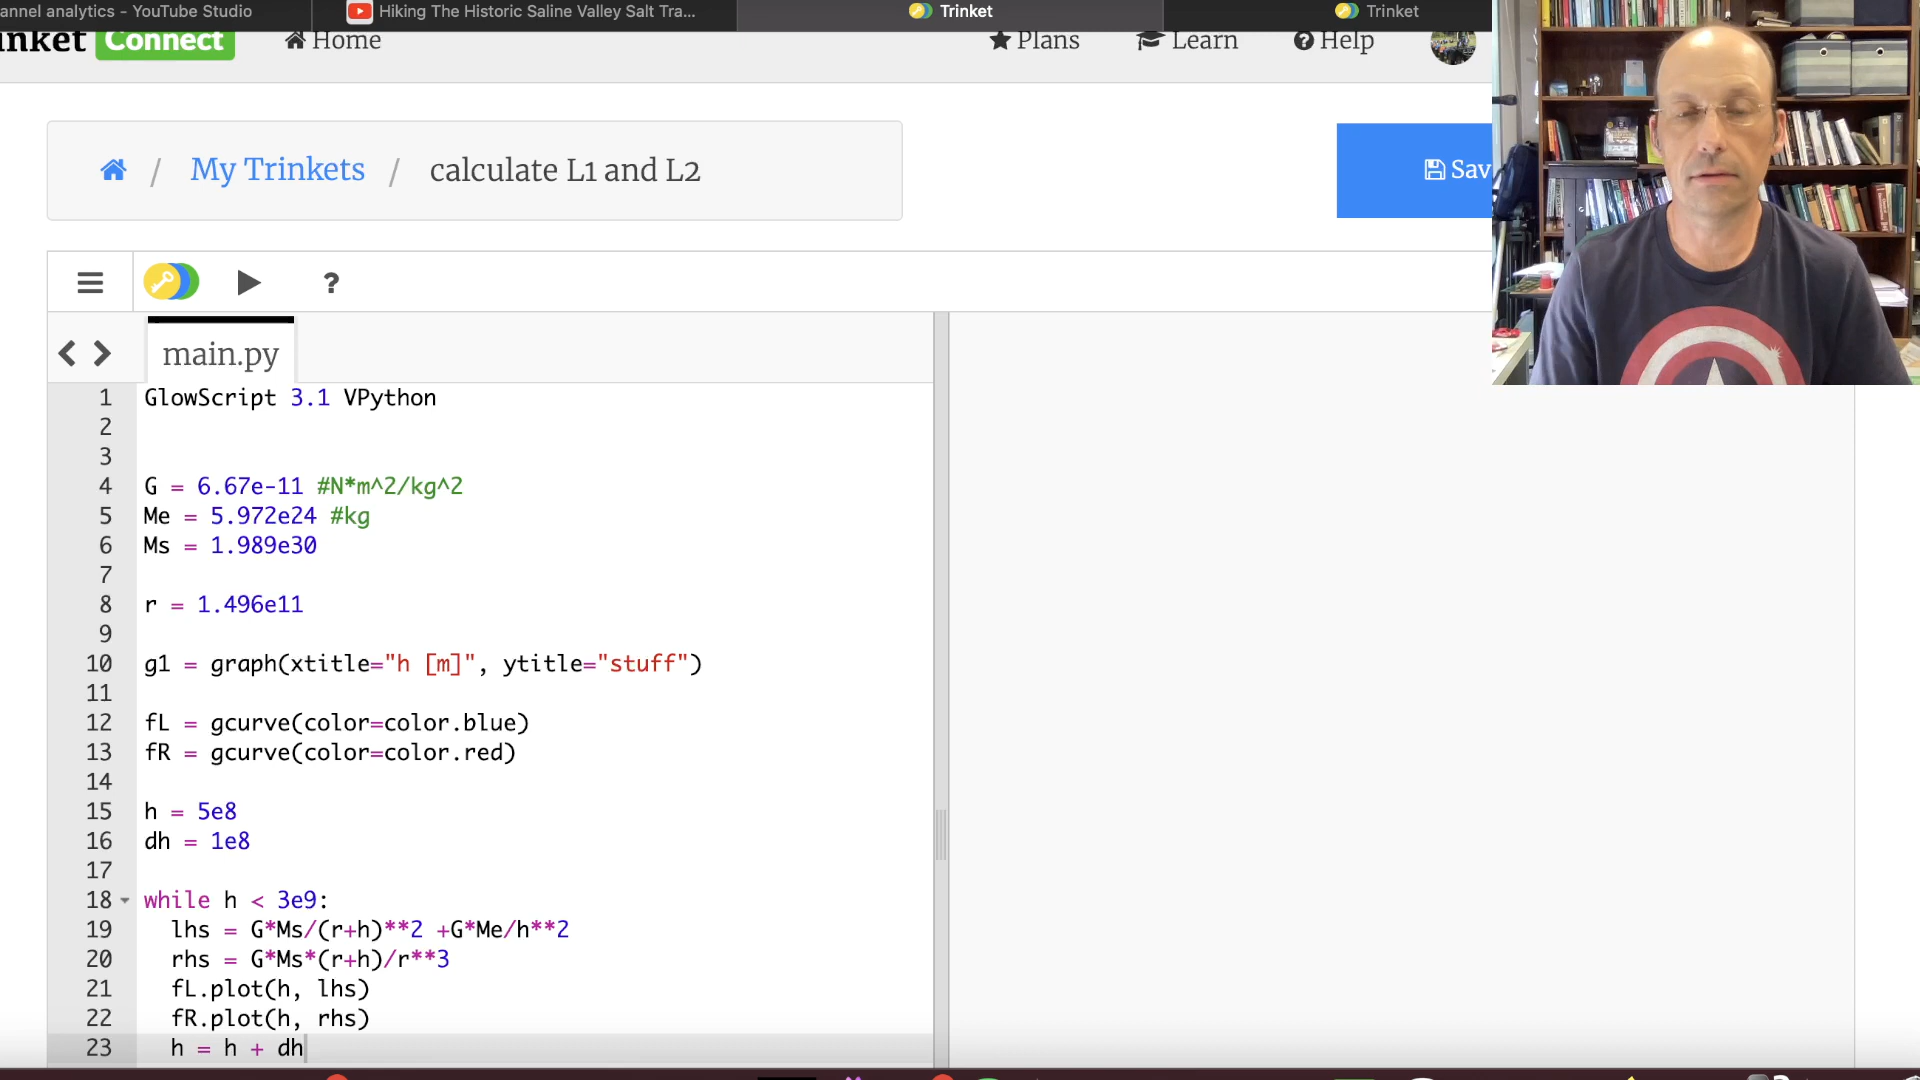 annel analytics - YouTube Studio
Hiking The Historic Saline Valley Salt Tra...
Trinket
Trinket
inket Connect
Home
Plans
Learn
Help
/ My Trinkets / calculate L1 and L2
Sav
?
main.py
1 GlowScript 3.1 VPython
2
3
4 G = 6.67e-11 #N*m^2/kg^2
5 Me = 5.972e24 #kg
6 Ms = 1.989e30
7
8 r = 1.496e11
9
10 g1 = graph(xtitle="h [m]", ytitle="stuff")
11
12 fL = gcurve(color=color.blue)
13 fR = gcurve(color=color.red)
14
15 h = 5e8
16 dh = 1e8
17
18 while h < 3e9:
19 lhs = G*Ms/(r+h)**2 +G*Me/h**2
20 rhs = G*Ms*(r+h)/r**3
21 fL.plot(h, lhs)
22 fR.plot(h, rhs)
23 h = h + dh